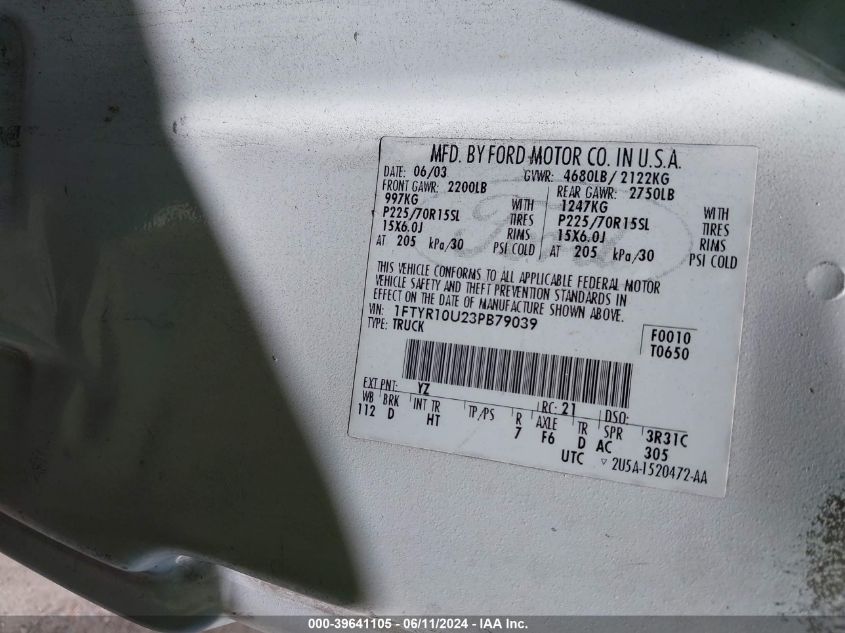 MFD. BY FORD MOTOR CO. IN U.S.A.
DATE: 06/03 GVWR: 4680LB/2122KG
FRONT GAWR: 2200LB REAR GAWR: 2750LB
997KG WITH 1247KG WITH
P225/70R15SL TIRES P225/70R15SL TIRES
15X6.0J RIMS 15X6.0J RIMS
AT 205 kPa/30 PSI COLD AT 205 kPa/30 PSI COLD
Ford
THIS VEHICLE CONFORMS TO ALL APPLICABLE FEDERAL MOTOR
VEHICLE SAFETY AND THEFT PREVENTION STANDARDS IN
EFFECT ON THE DATE OF MANUFACTURE SHOWN ABOVE.
VIN: 1FTYR10U23PB79039 F0010
TYPE: TRUCK T0650
EXT PNT: YZ RC: 21 DSO:
WB BRK INT TR TP/PS R AXLE TR SPR 3R31C
112 D HT 7 F6 D AC 305
UTC ▽ 2U5A-1520472-AA
000-39641105 - 06/11/2024 - IAA Inc.